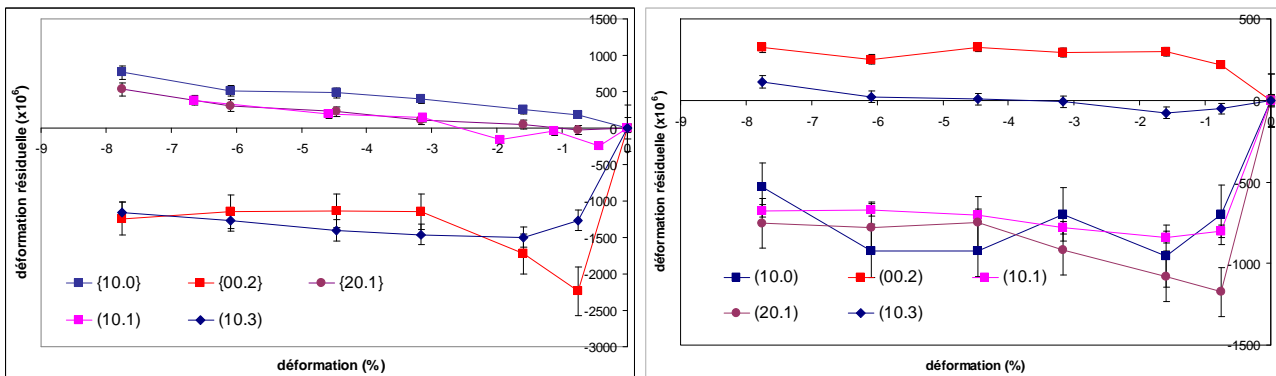 1500
1000
500
0
-500
-1000
-1500
-2000
-2500
-3000
-9 -8 -7 -6 -5 -4 -3 -2 -1 0
déformation résiduelle (x10⁶)
{10.0} {00.2} {20.1}
(10.1) (10.3)
déformation (%)
500
0
-500
-1000
-1500
-9 -8 -7 -6 -5 -4 -3 -2 -1 0
déformation résiduelle (x10⁶)
(10.0) (00.2) (10.1)
(20.1) (10.3)
déformation (%)